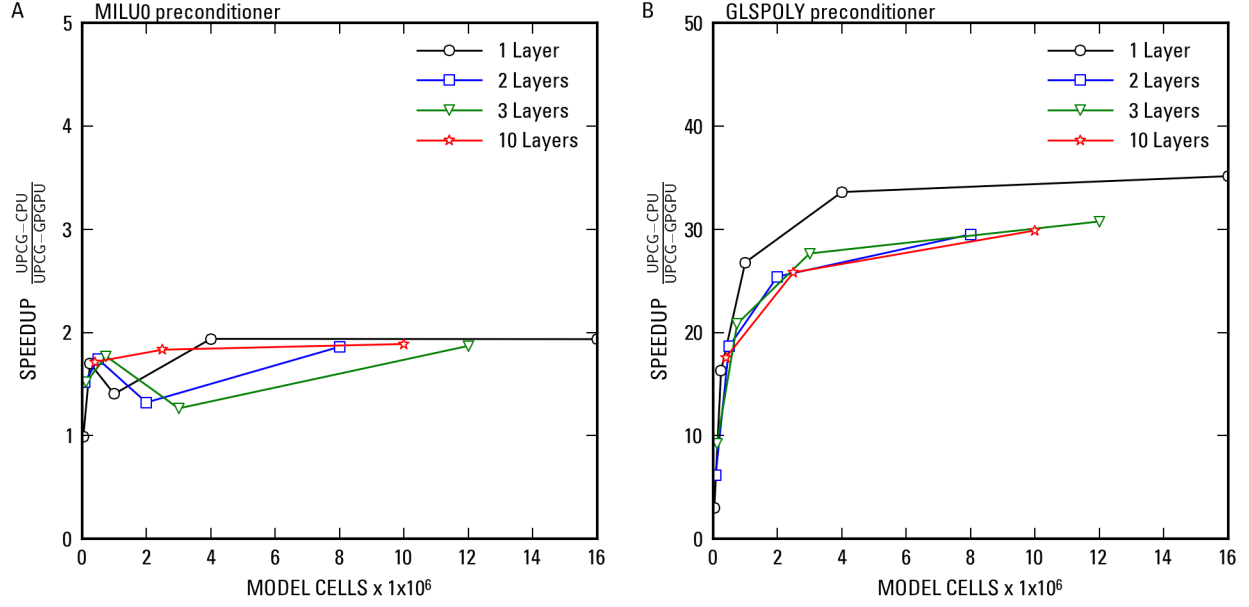 A
MILU0 preconditioner
5
4
3
2
1
0
0 2 4 6 8 10 12 14 16
SPEEDUP UPCG–CPU
UPCG–GPGPU
MODEL CELLS x 1x10⁶
1 Layer
2 Layers
3 Layers
10 Layers
B
GLSPOLY preconditioner
50
40
30
20
10
0
0 2 4 6 8 10 12 14 16
SPEEDUP UPCG–CPU
UPCG–GPGPU
MODEL CELLS x 1x10⁶
1 Layer
2 Layers
3 Layers
10 Layers